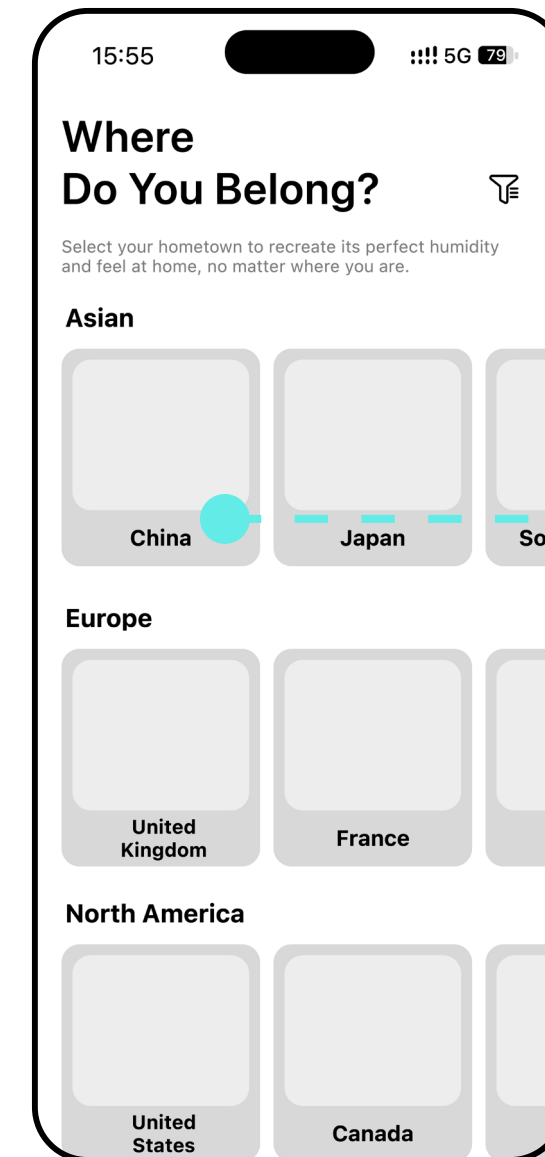 15:55
5G 79
Where
Do You Belong?
Select your hometown to recreate its perfect humidity
and feel at home, no matter where you are.
Asian
China
Japan
So
Europe
United
Kingdom
France
North America
United
States
Canada